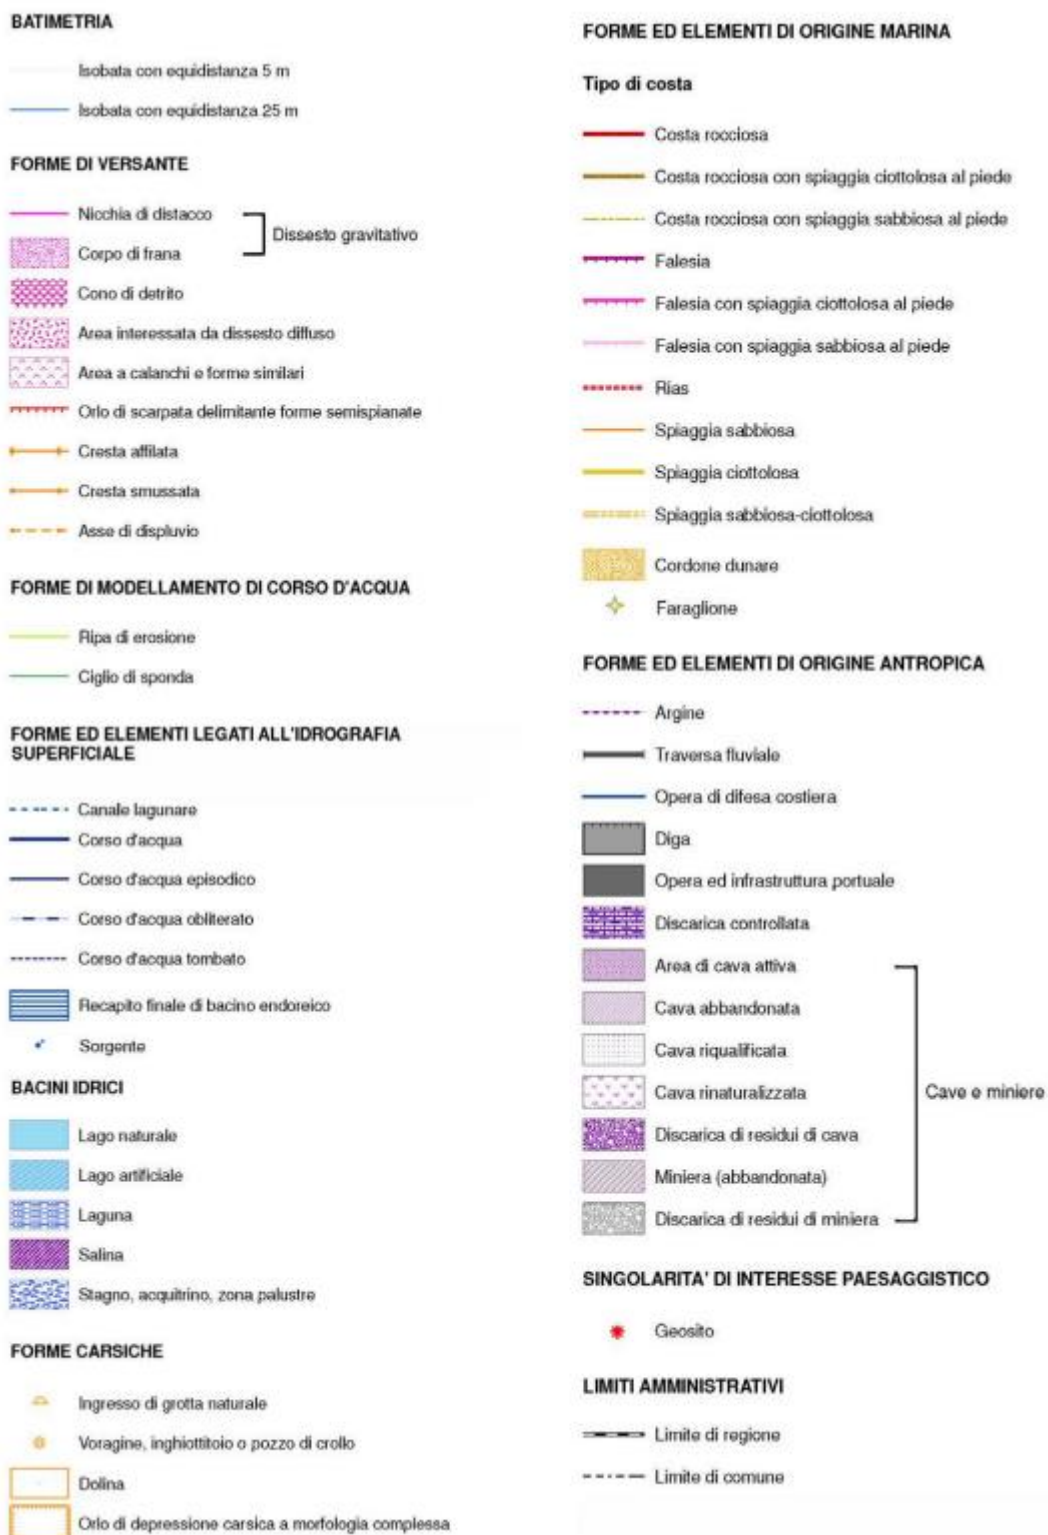 BATIMETRIA
Isobata con equidistanza 5 m
Isobata con equidistanza 25 m
FORME DI VERSANTE
Nicchia di distacco
Corpo di frana
Dissesto gravitativo
Cono di detrito
Area interessata da dissesto diffuso
Area a calanchi e forme similari
Orlo di scarpata delimitante forme semispianate
Cresta affilata
Cresta smussata
Asse di displuvio
FORME DI MODELLAMENTO DI CORSO D'ACQUA
Ripa di erosione
Ciglio di sponda
FORME ED ELEMENTI LEGATI ALL'IDROGRAFIA
SUPERFICIALE
Canale lagunare
Corso d'acqua
Corso d'acqua episodico
Corso d'acqua obliterato
Corso d'acqua tombato
Recapito finale di bacino endoreico
Sorgente
BACINI IDRICI
Lago naturale
Lago artificiale
Laguna
Salina
Stagno, acquitrino, zona palustre
FORME CARSICHE
Ingresso di grotta naturale
Voragine, inghiottitoio o pozzo di crollo
Dolina
Orlo di depressione carsica a morfologia complessa
FORME ED ELEMENTI DI ORIGINE MARINA
Tipo di costa
Costa rocciosa
Costa rocciosa con spiaggia ciottolosa al piede
Costa rocciosa con spiaggia sabbiosa al piede
Falesia
Falesia con spiaggia ciottolosa al piede
Falesia con spiaggia sabbiosa al piede
Rias
Spiaggia sabbiosa
Spiaggia ciottolosa
Spiaggia sabbiosa-ciottolosa
Cordone dunare
Faraglione
FORME ED ELEMENTI DI ORIGINE ANTROPICA
Argine
Traversa fluviale
Opera di difesa costiera
Diga
Opera ed infrastruttura portuale
Discarica controllata
Area di cava attiva
Cava abbandonata
Cava riqualificata
Cava rinaturalizzata
Cave e miniere
Discarica di residui di cava
Miniera (abbandonata)
Discarica di residui di miniera
SINGOLARITA' DI INTERESSE PAESAGGISTICO
Geosito
LIMITI AMMINISTRATIVI
Limite di regione
Limite di comune